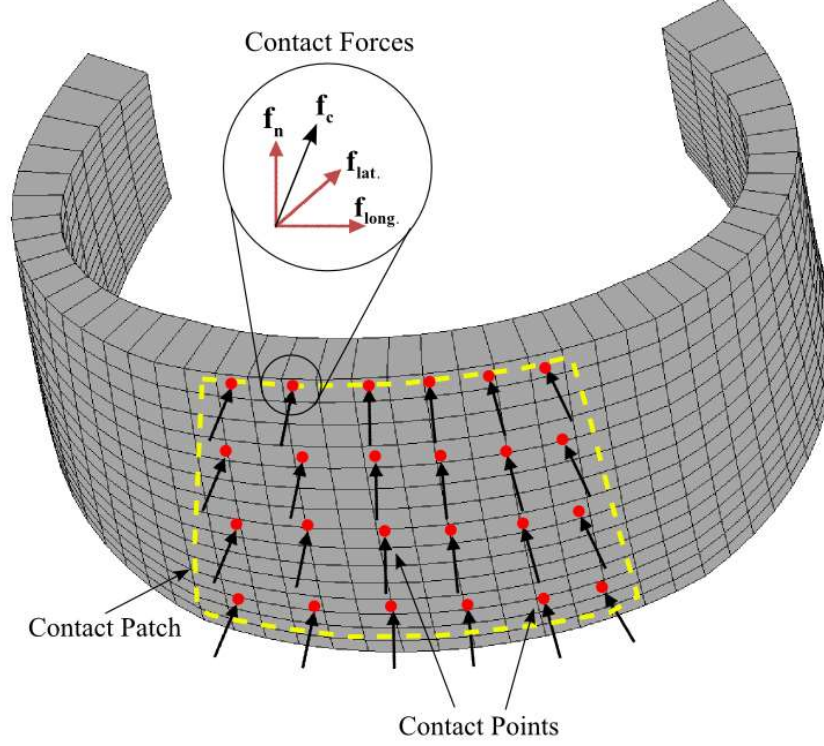 Contact Forces
f_n
f_c
f_lat.
f_long.
Contact Patch
Contact Points